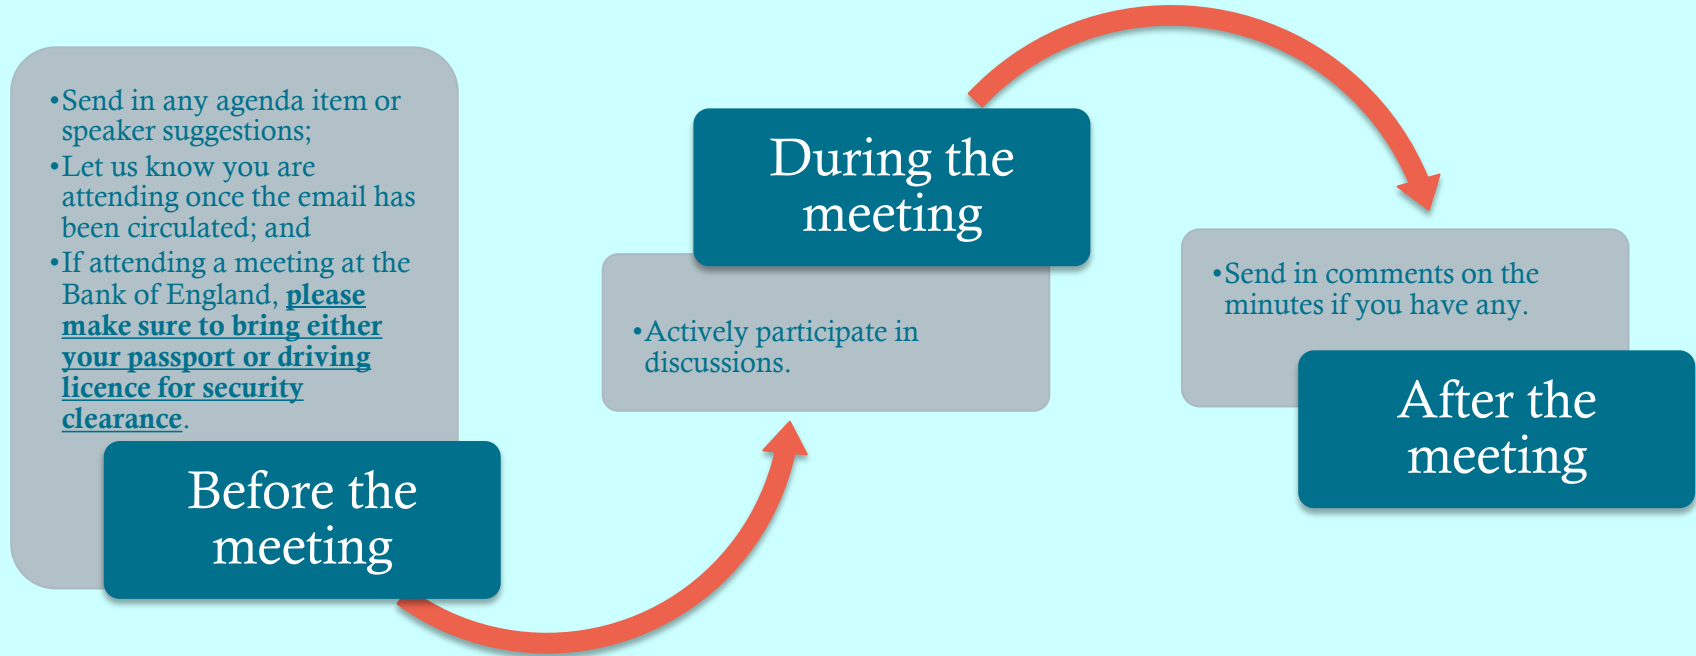 •Send in any agenda item or
speaker suggestions;
•Let us know you are
attending once the email has
been circulated; and
•If attending a meeting at the
Bank of England, please
make sure to bring either
your passport or driving
licence for security
clearance.
Before the
meeting
During the
meeting
•Actively participate in
discussions.
•Send in comments on the
minutes if you have any.
After the
meeting